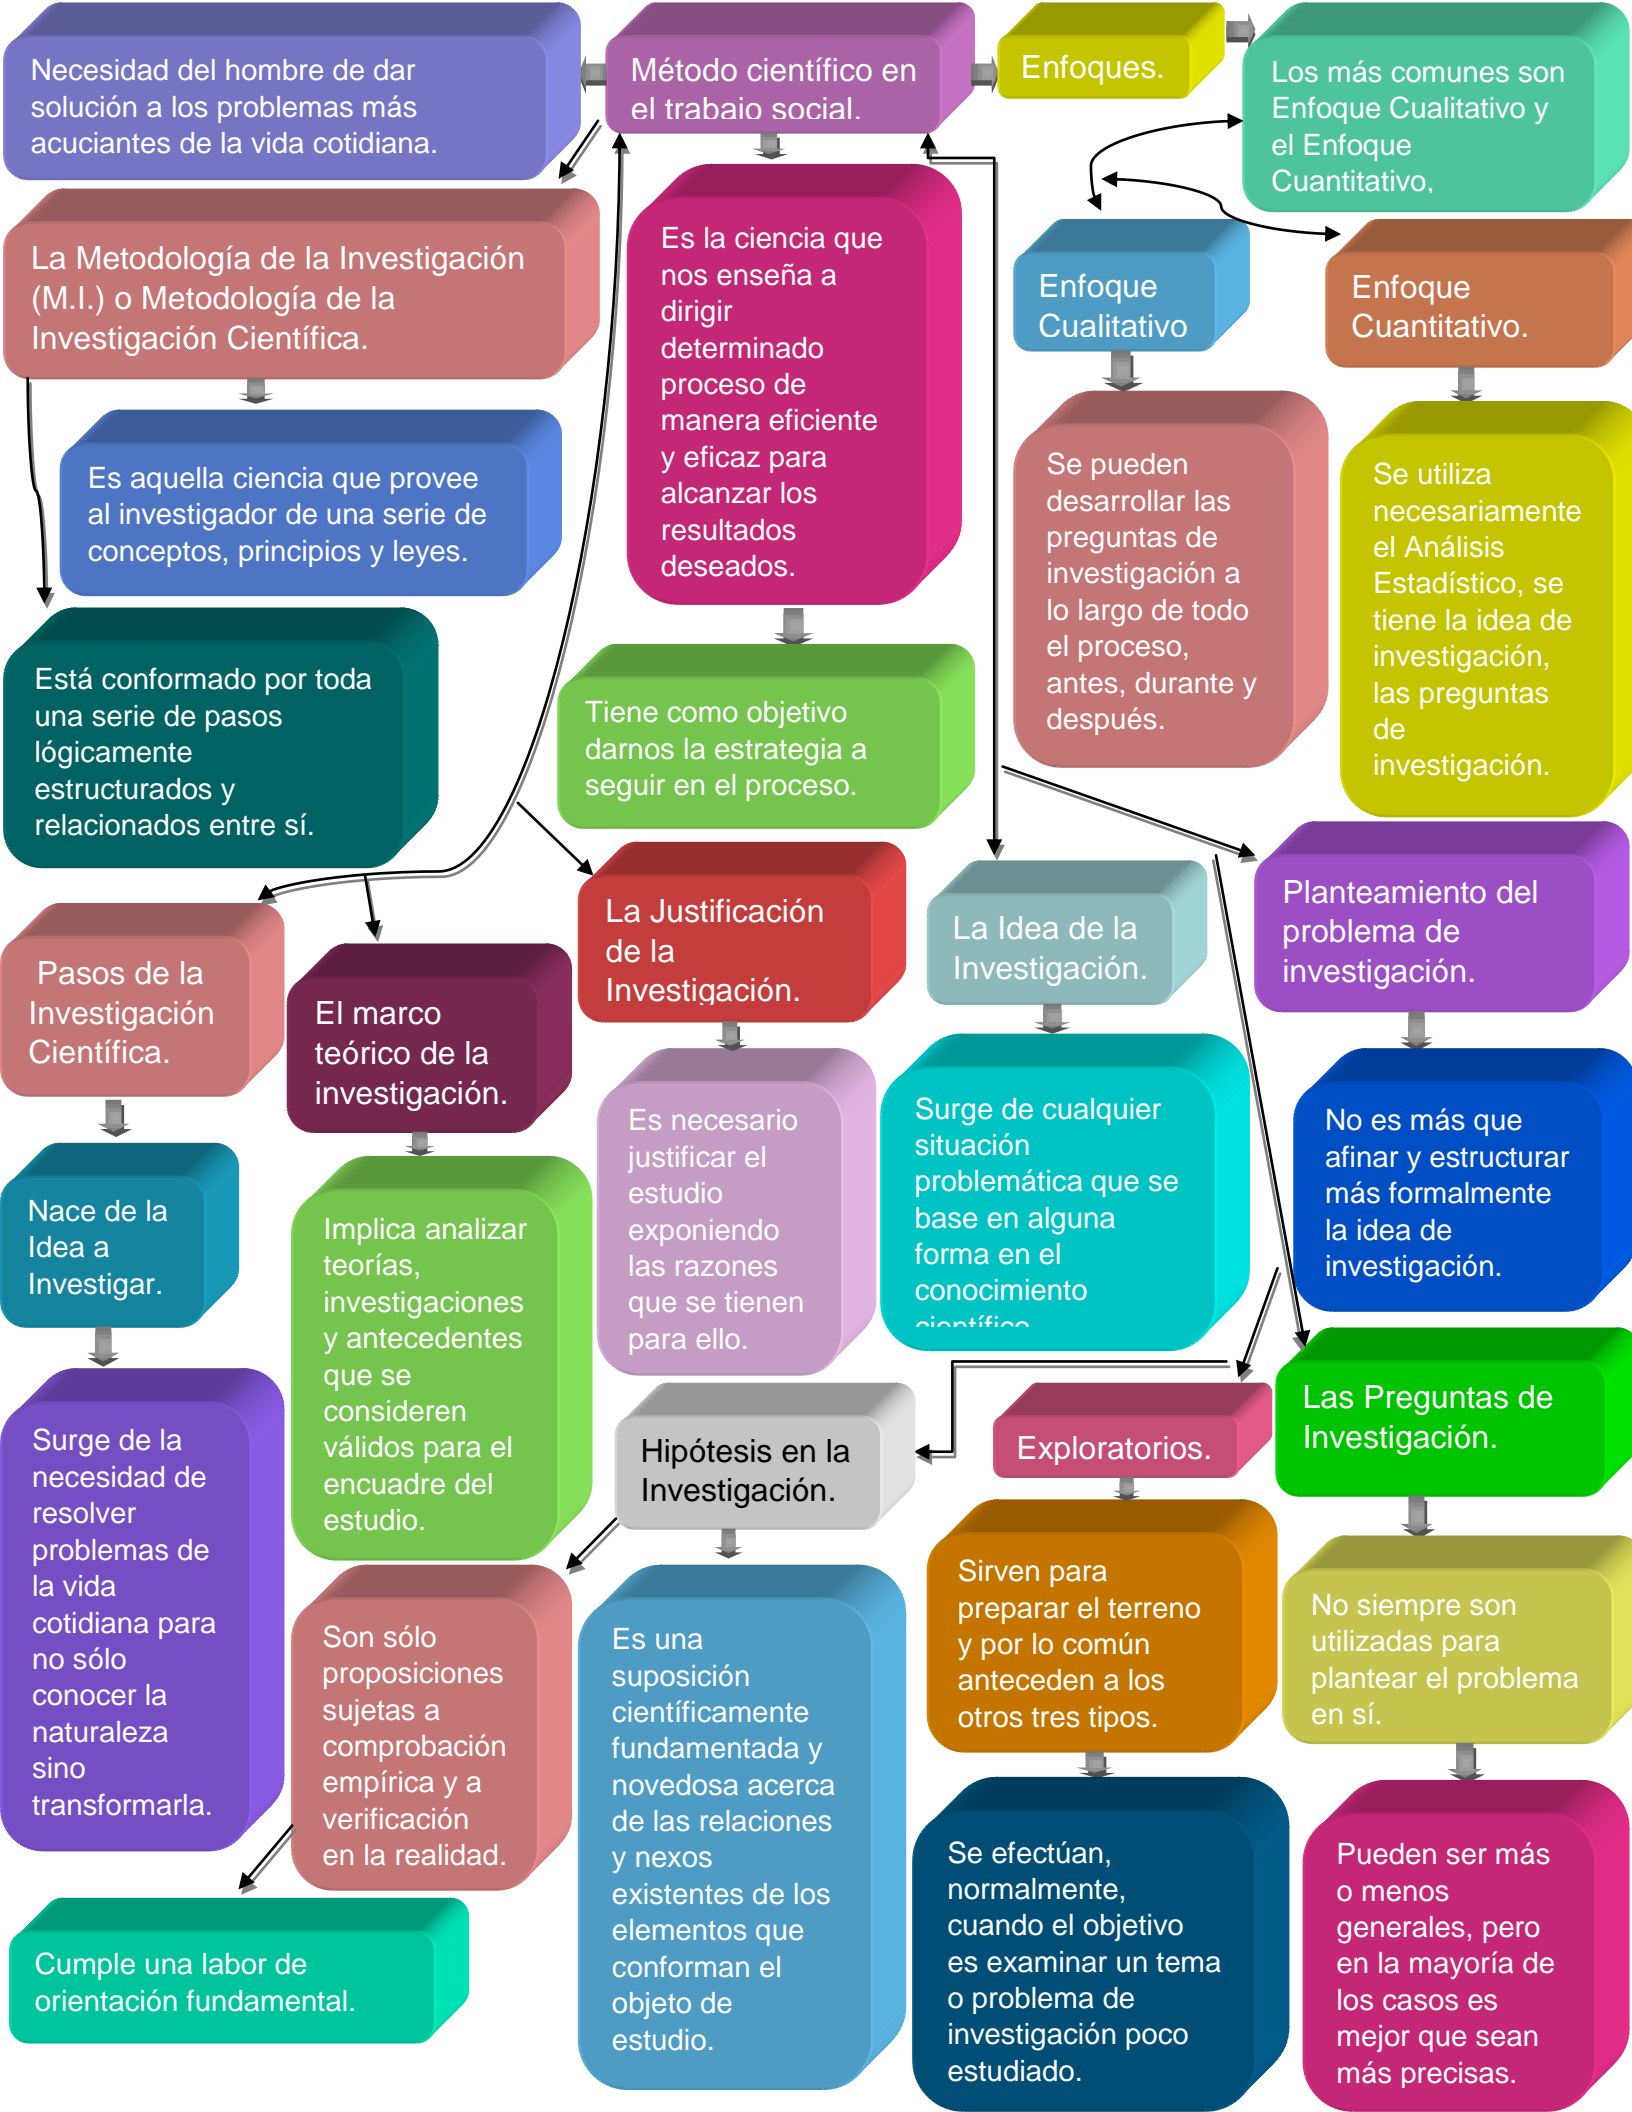 Necesidad del hombre de dar
solución a los problemas más
acuciantes de la vida cotidiana.
Método científico en
el trabajo social.
Enfoques.
Los más comunes son
Enfoque Cualitativo y
el Enfoque
Cuantitativo,
La Metodología de la Investigación
(M.I.) o Metodología de la
Investigación Científica.
Es la ciencia que
nos enseña a
dirigir
determinado
proceso de
manera eficiente
y eficaz para
alcanzar los
resultados
deseados.
Enfoque
Cualitativo
Enfoque
Cuantitativo.
Es aquella ciencia que provee
al investigador de una serie de
conceptos, principios y leyes.
Se pueden
desarrollar las
preguntas de
investigación a
lo largo de todo
el proceso,
antes, durante y
después.
Se utiliza
necesariamente
el Análisis
Estadístico, se
tiene la idea de
investigación,
las preguntas
de
investigación.
Está conformado por toda
una serie de pasos
lógicamente
estructurados y
relacionados entre sí.
Tiene como objetivo
darnos la estrategia a
seguir en el proceso.
Pasos de la
Investigación
Científica.
El marco
teórico de la
investigación.
La Justificación
de la
Investigación.
La Idea de la
Investigación.
Planteamiento del
problema de
investigación.
Nace de la
Idea a
Investigar.
Implica analizar
teorías,
investigaciones
y antecedentes
que se
consideren
válidos para el
encuadre del
estudio.
Es necesario
justificar el
estudio
exponiendo
las razones
que se tienen
para ello.
Surge de cualquier
situación
problemática que se
base en alguna
forma en el
conocimiento
científico
No es más que
afinar y estructurar
más formalmente
la idea de
investigación.
Surge de la
necesidad de
resolver
problemas de
la vida
cotidiana para
no sólo
conocer la
naturaleza
sino
transformarla.
Hipótesis en la
Investigación.
Exploratorios.
Las Preguntas de
Investigación.
Son sólo
proposiciones
sujetas a
comprobación
empírica y a
verificación
en la realidad.
Es una
suposición
científicamente
fundamentada y
novedosa acerca
de las relaciones
y nexos
existentes de los
elementos que
conforman el
objeto de
estudio.
Sirven para
preparar el terreno
y por lo común
anteceden a los
otros tres tipos.
No siempre son
utilizadas para
plantear el problema
en sí.
Cumple una labor de
orientación fundamental.
Se efectúan,
normalmente,
cuando el objetivo
es examinar un tema
o problema de
investigación poco
estudiado.
Pueden ser más
o menos
generales, pero
en la mayoría de
los casos es
mejor que sean
más precisas.